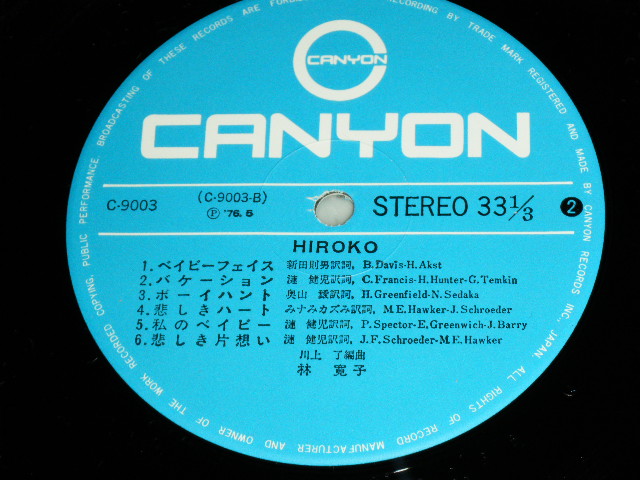 CANYON
CANYON
C-9003
(C-9003-B)
Ⓟ '76. 5
STEREO 33 1/3
2
HIROKO
1. ベイビーフェイス 新田則男訳詞, B. Davis-H. Akst
2. バケーション 漣 健児訳詞, C. Francis-H. Hunter-G. Temkin
3. ボーイハント 奥山 靉訳詞, H. Greenfield-N. Sedaka
4. 悲しきハート みナみカズみ訳詞, M. E. Hawker-J. Schroeder
5. 私のベイビー 漣 健児訳詞, P. Spector-E, Greenwich-J. Barry
6. 悲しき片想い 漣 健児訳詞, J. F. Schroeder-M. E. Hawker
川上 了編曲
林 寛子
MANUFACTURER AND OWNER OF THE WORK RECORDED COPYING, PUBLIC PERFORMANCE, BROADCASTING OF THESE RECORDS ARE RECORDING BY TRADE MARK REGISTERED AND MADE BY CANYON RECORDS INC., JAPAN. ALL RIGHTS OF RECORD